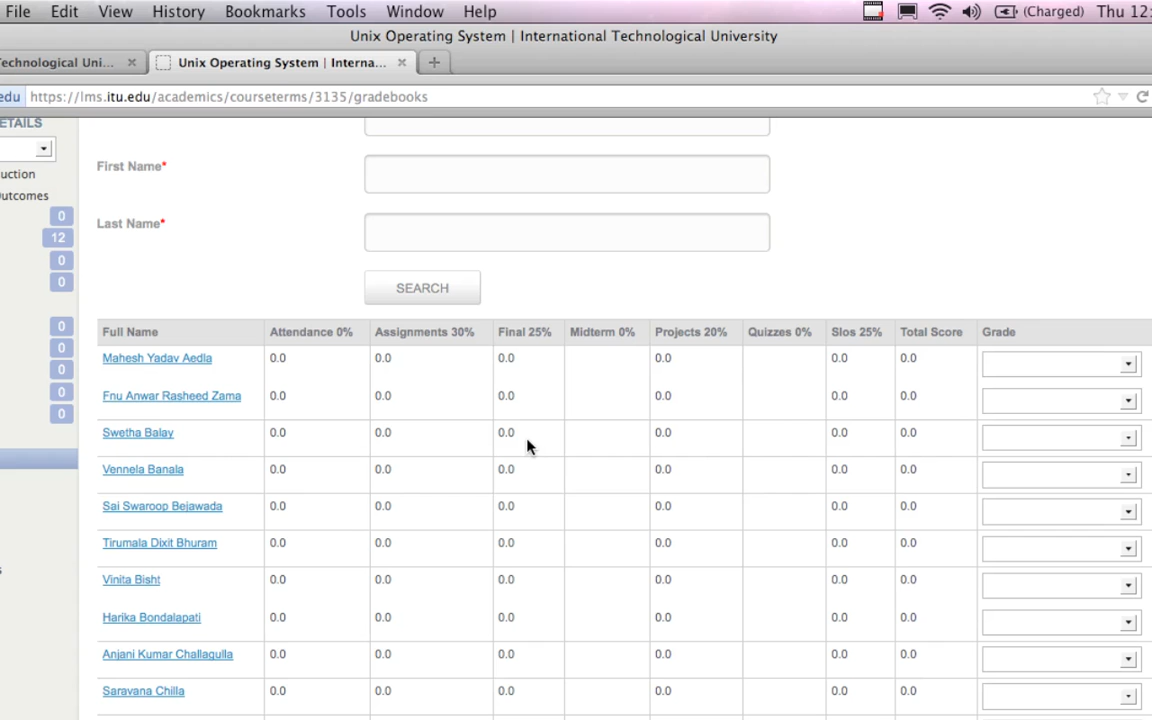 File Edit View History Bookmarks Tools Window Help (Charged) Thu 12:
Unix Operating System | International Technological University
Technological Uni... Unix Operating System | Interna...
edu https://lms.itu.edu/academics/courseterms/3135/gradebooks
ETAILS
First Name*
uction
Last Name*
Outcomes
0
12
0
0
SEARCH
0
0
0
0
0
Full Name Attendance 0% Assignments 30% Final 25% Midterm 0% Projects 20% Quizzes 0% Slos 25% Total Score Grade
Mahesh Yadav Aedla 0.0 0.0 0.0 0.0 0.0 0.0
Fnu Anwar Rasheed Zama 0.0 0.0 0.0 0.0 0.0 0.0
Swetha Balay 0.0 0.0 0.0 0.0 0.0 0.0
Vennela Banala 0.0 0.0 0.0 0.0 0.0 0.0
Sai Swaroop Bejawada 0.0 0.0 0.0 0.0 0.0 0.0
Tirumala Dixit Bhuram 0.0 0.0 0.0 0.0 0.0 0.0
s
Vinita Bisht 0.0 0.0 0.0 0.0 0.0 0.0
Harika Bondalapati 0.0 0.0 0.0 0.0 0.0 0.0
Anjani Kumar Challagulla 0.0 0.0 0.0 0.0 0.0 0.0
Saravana Chilla 0.0 0.0 0.0 0.0 0.0 0.0